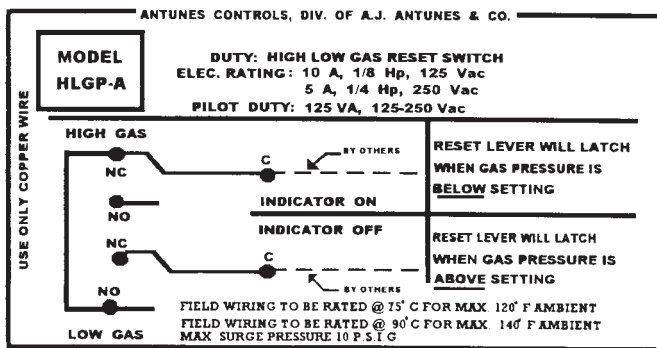 ANTUNES CONTROLS, DIV. OF A.J. ANTUNES & CO.
MODEL
HLGP-A
DUTY: HIGH LOW GAS RESET SWITCH
ELEC. RATING: 10 A, 1/8 Hp, 125 Vac
5 A, 1/4 Hp, 250 Vac
PILOT DUTY: 125 VA, 125-250 Vac
USE ONLY COPPER WIRE
HIGH GAS
NC
C
BY OTHERS
NO
INDICATOR ON
RESET LEVER WILL LATCH
WHEN GAS PRESSURE IS
BELOW SETTING
INDICATOR OFF
NC
C
BY OTHERS
NO
LOW GAS
RESET LEVER WILL LATCH
WHEN GAS PRESSURE IS
ABOVE SETTING
FIELD WIRING TO BE RATED @ 75° C FOR MAX. 120° F AMBIENT
FIELD WIRING TO BE RATED @ 90° C FOR MAX. 140° F AMBIENT
MAX SURGE PRESSURE 10 P.S.I G